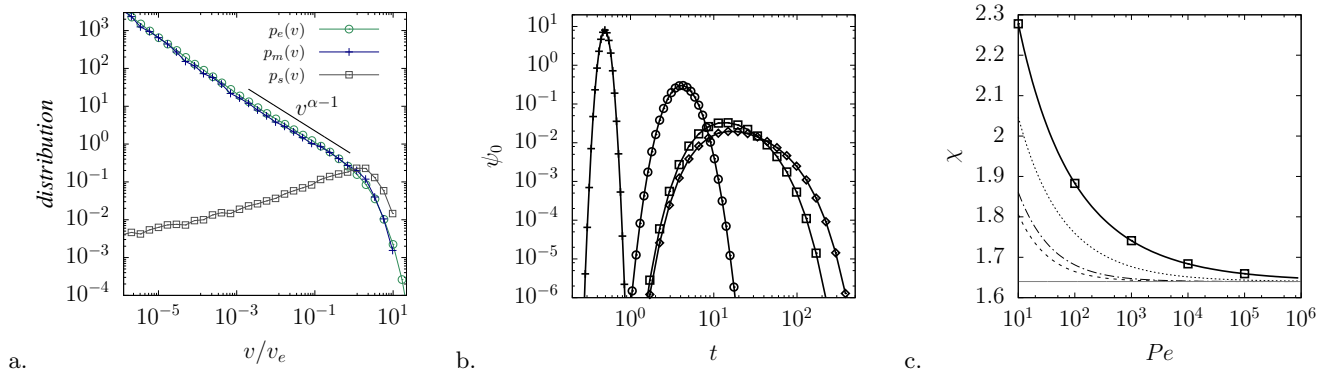 10^3
10^2
10^1
10^0
10^{-1}
10^{-2}
10^{-3}
10^{-4}
distribution
p_e(v)
p_m(v)
p_s(v)
v^{α−1}
10^{-5}
10^{-3}
10^{-1}
10^1
v/v_e
a.
10^0
10^{-1}
10^{-2}
10^{-3}
10^{-4}
10^{-5}
10^{-6}
ψ_0
10^0
10^1
10^2
t
b.
2.3
2.2
2.1
2
1.9
1.8
1.7
1.6
χ
10^1
10^2
10^3
10^4
10^5
10^6
Pe
c.